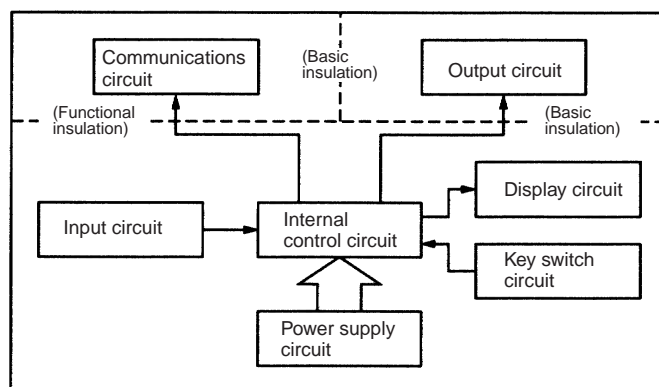 Communications
circuit
(Basic
insulation)
Output circuit
(Functional
insulation)
(Basic
insulation)
Input circuit
Internal
control circuit
Display circuit
Key switch
circuit
Power supply
circuit